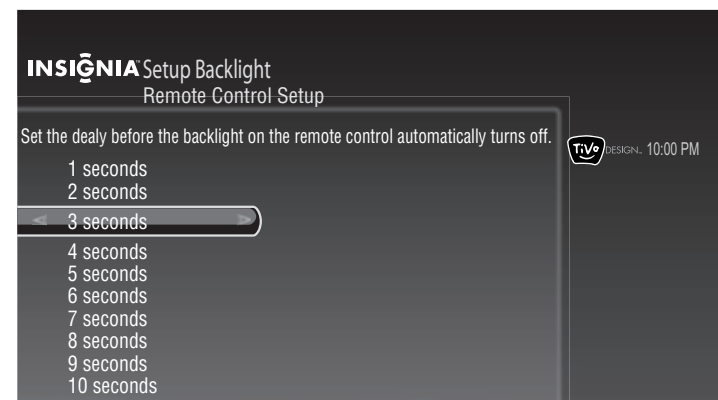 INSIGNIA™ Setup Backlight
Remote Control Setup
Set the dealy before the backlight on the remote control automatically turns off.
TiVo DESIGN™ 10:00 PM
1 seconds
2 seconds
3 seconds
4 seconds
5 seconds
6 seconds
7 seconds
8 seconds
9 seconds
10 seconds